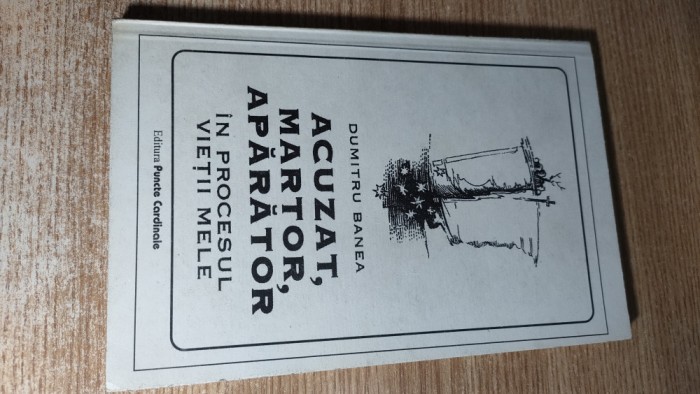 DUMITRU BANEA
ACUZAT,
MARTOR,
APĂRĂTOR
ÎN PROCESUL
VIEȚII MELE
Editura Puncte Cardinale